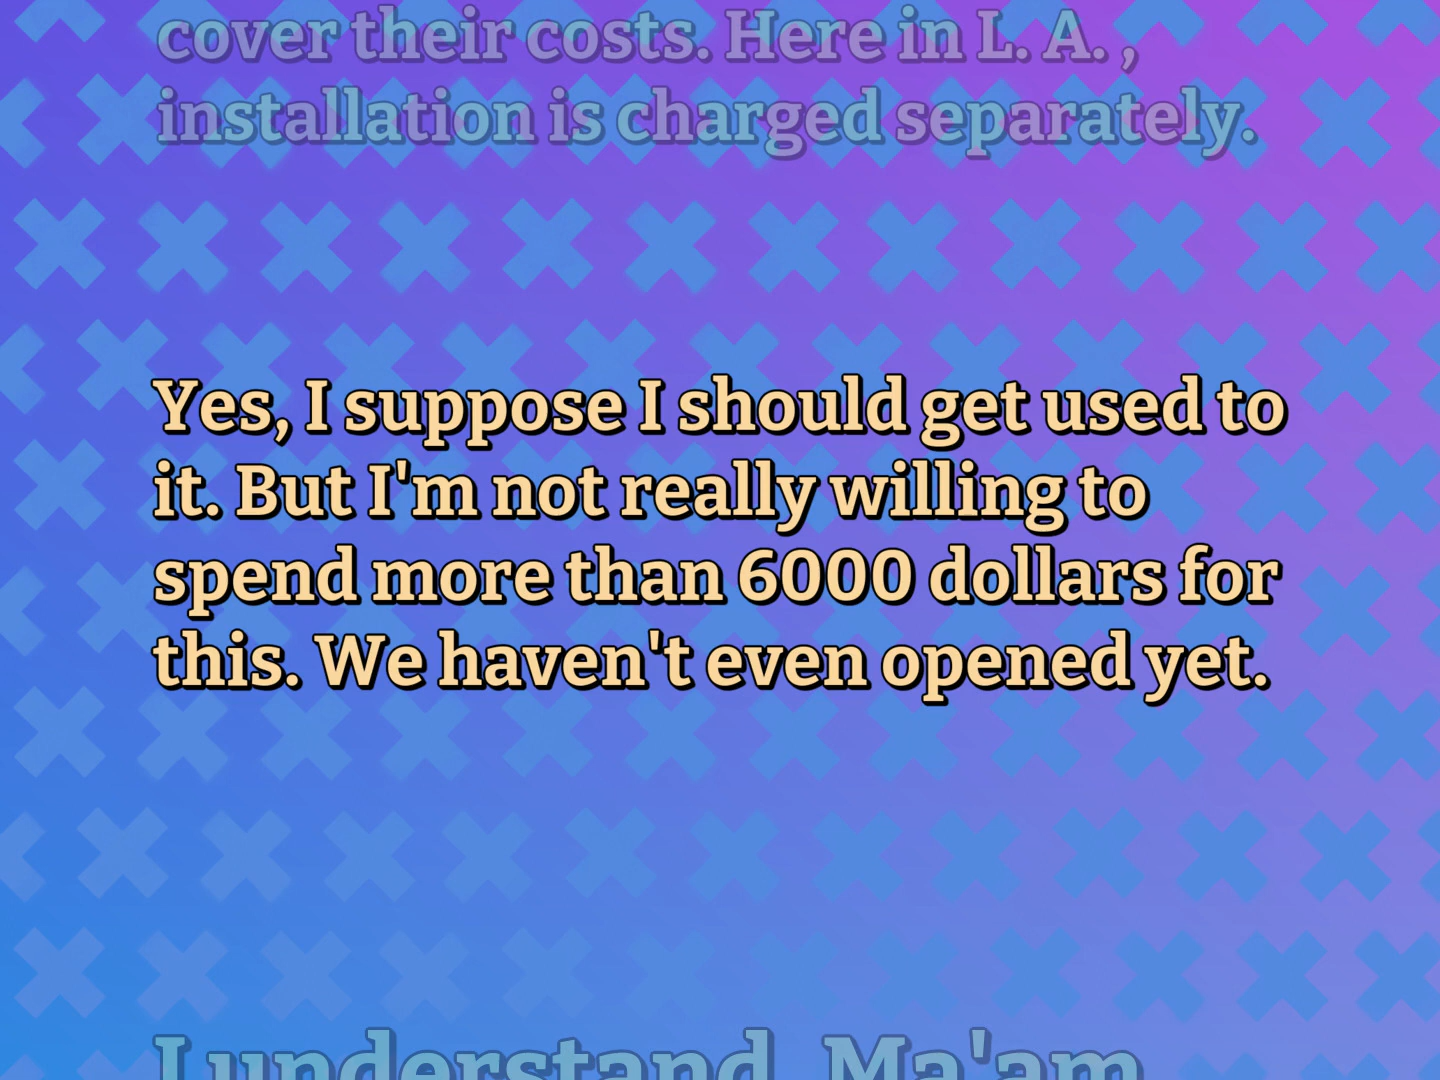 cover their costs. Here in L. A. ,
installation is charged separately.
Yes, I suppose I should get used to
it. But I'm not really willing to
spend more than 6000 dollars for
this. We haven't even opened yet.
I understand, Ma'am